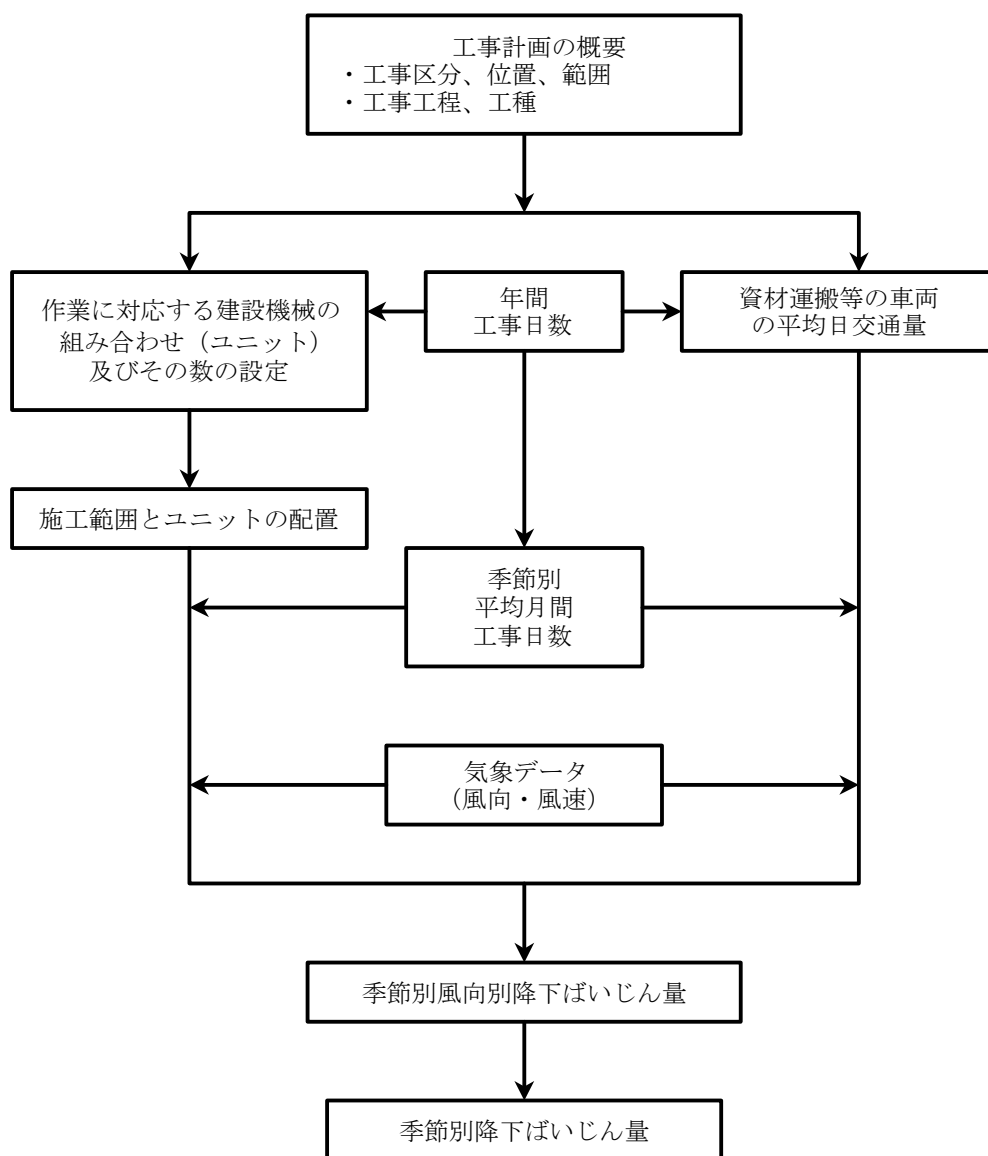 工事計画の概要
・工事区分、位置、範囲
・工事工程、工種
作業に対応する建設機械の
組み合わせ（ユニット）
及びその数の設定
年間
工事日数
資材運搬等の車両
の平均日交通量
施工範囲とユニットの配置
季節別
平均月間
工事日数
気象データ
（風向・風速）
季節別風向別降下ばいじん量
季節別降下ばいじん量